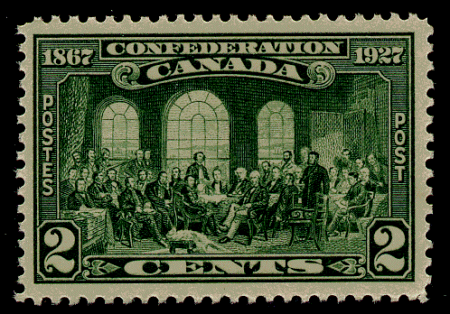 1867 CONFEDERATION 1927
CANADA
POSTES
POST
2 CENTS 2